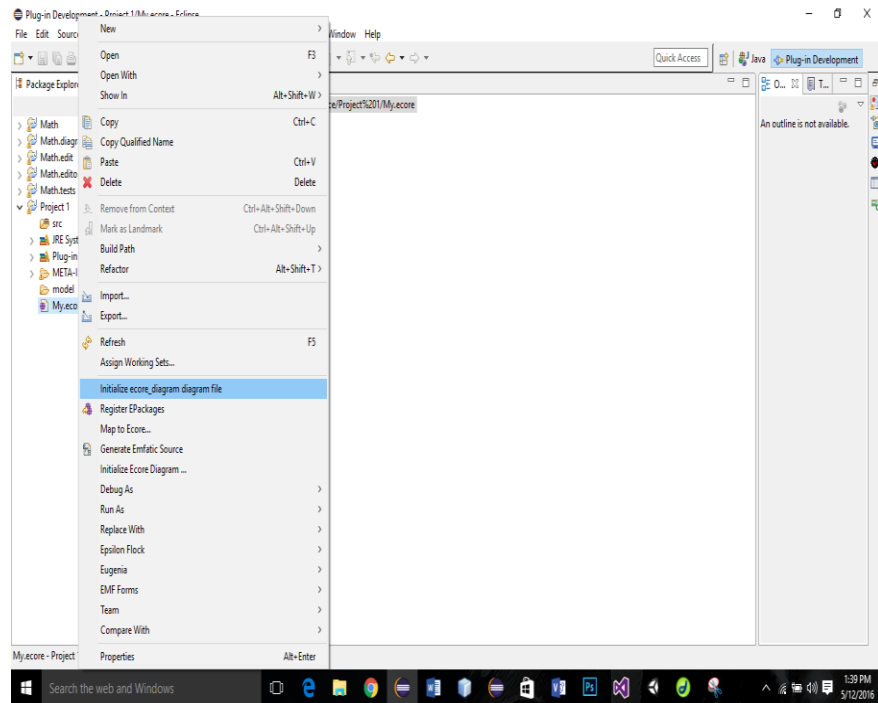 Plug-in Development - Project 1/My.ecore - Eclipse
File Edit Sourc Window Help
Quick Access Java Plug-in Development
Package Explor O... T...
ce/Project%201/My.ecore
An outline is not available.
Math
Math.diagr
Math.edit
Math.edito
Math.tests
Project 1
src
JRE Syst
Plug-in
META-I
model
My.eco
New
Open F3
Open With
Show In Alt+Shift+W
Copy Ctrl+C
Copy Qualified Name
Paste Ctrl+V
Delete Delete
Remove from Context Ctrl+Alt+Shift+Down
Mark as Landmark Ctrl+Alt+Shift+Up
Build Path
Refactor Alt+Shift+T
Import...
Export...
Refresh F5
Assign Working Sets...
Initialize ecore_diagram diagram file
Register EPackages
Map to Ecore...
Generate Emfatic Source
Initialize Ecore Diagram ...
Debug As
Run As
Replace With
Epsilon Flock
Eugenia
EMF Forms
Team
Compare With
Properties Alt+Enter
My.ecore - Project
Search the web and Windows
Ps
1:39 PM
5/12/2016